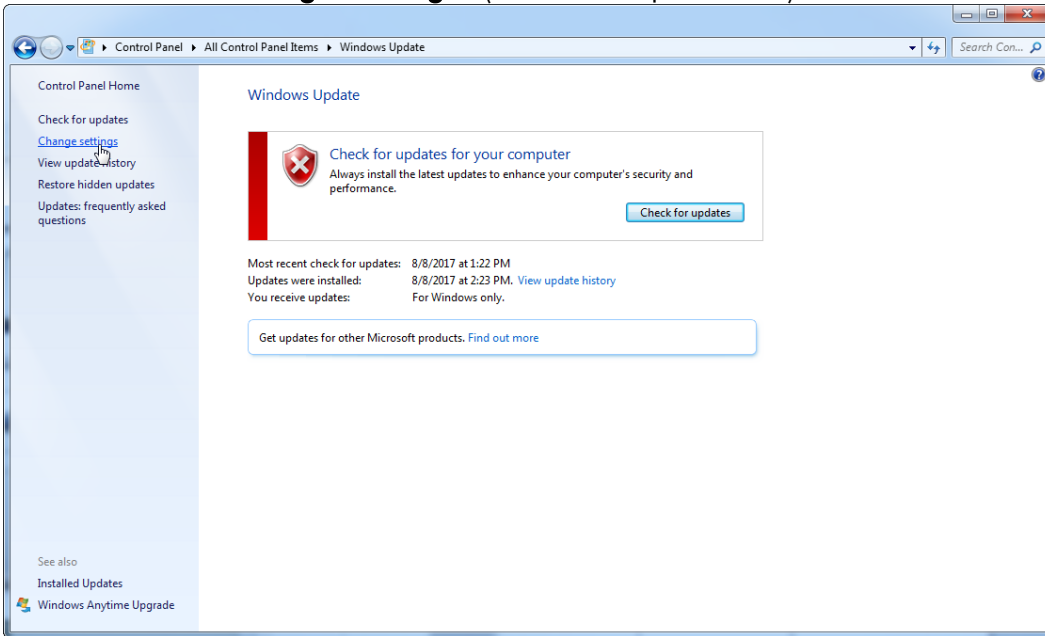 Control Panel ▸ All Control Panel Items ▸ Windows Update
Search Con...
Control Panel Home
Check for updates
Change settings
View update history
Restore hidden updates
Updates: frequently asked
questions
Windows Update
Check for updates for your computer
Always install the latest updates to enhance your computer's security and
performance.
Check for updates
Most recent check for updates: 8/8/2017 at 1:22 PM
Updates were installed: 8/8/2017 at 2:23 PM. View update history
You receive updates: For Windows only.
Get updates for other Microsoft products. Find out more
See also
Installed Updates
Windows Anytime Upgrade